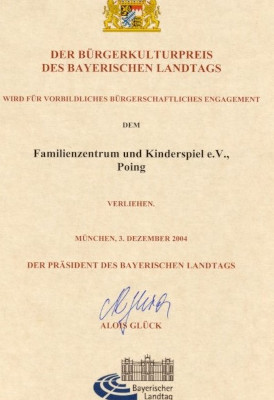 DER BÜRGERKULTURPREIS
DES BAYERISCHEN LANDTAGS
WIRD FÜR VORBILDLICHES BÜRGERSCHAFTLICHES ENGAGEMENT
DEM
Familienzentrum und Kinderspiel e.V.,
Poing
VERLIEHEN.
MÜNCHEN, 3. DEZEMBER 2004
DER PRÄSIDENT DES BAYERISCHEN LANDTAGS
ALOIS GLÜCK
Bayerischer
Landtag